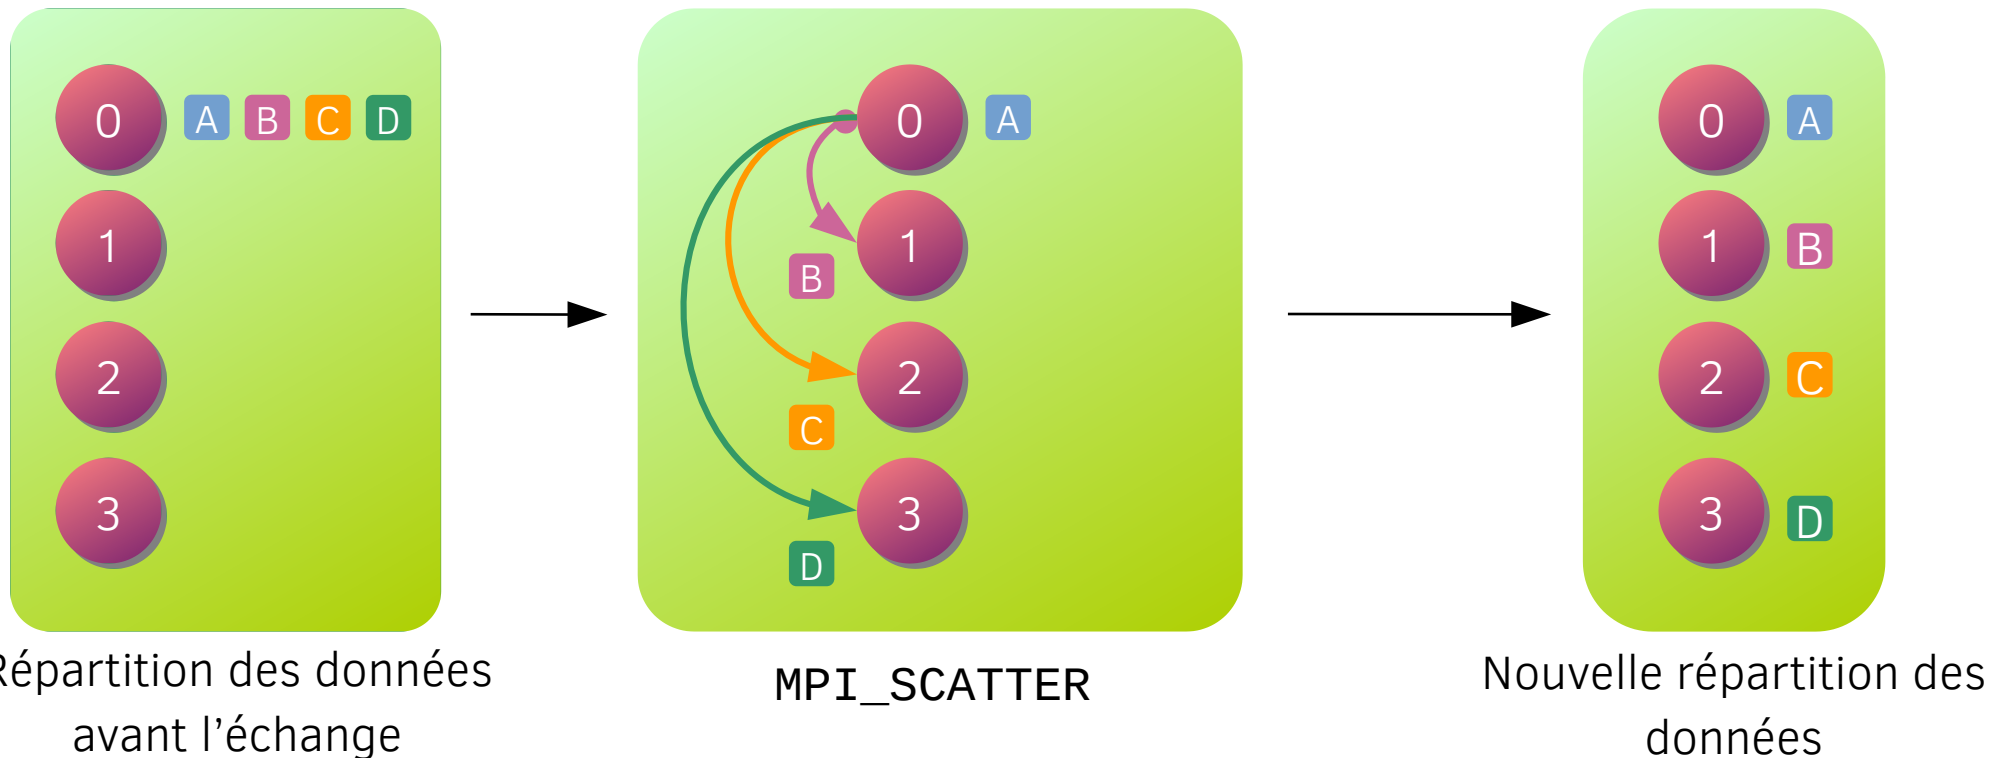 0 A B C D
1
2
3
Répartition des données
avant l’échange
0 A
1
B
2
C
3
D
MPI_SCATTER
0 A
1 B
2 C
3 D
Nouvelle répartition des
données